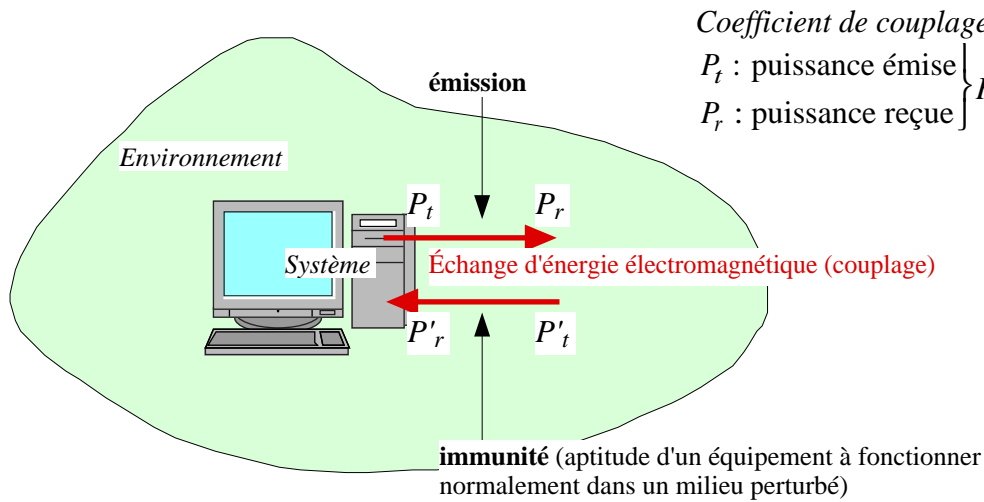 Coefficient de couplage
P_t : puissance émise
P_r : puissance reçue
émission
Environnement
P_t P_r
Système
Échange d'énergie électromagnétique (couplage)
P'_r P'_t
immunité (aptitude d'un équipement à fonctionner
normalement dans un milieu perturbé)